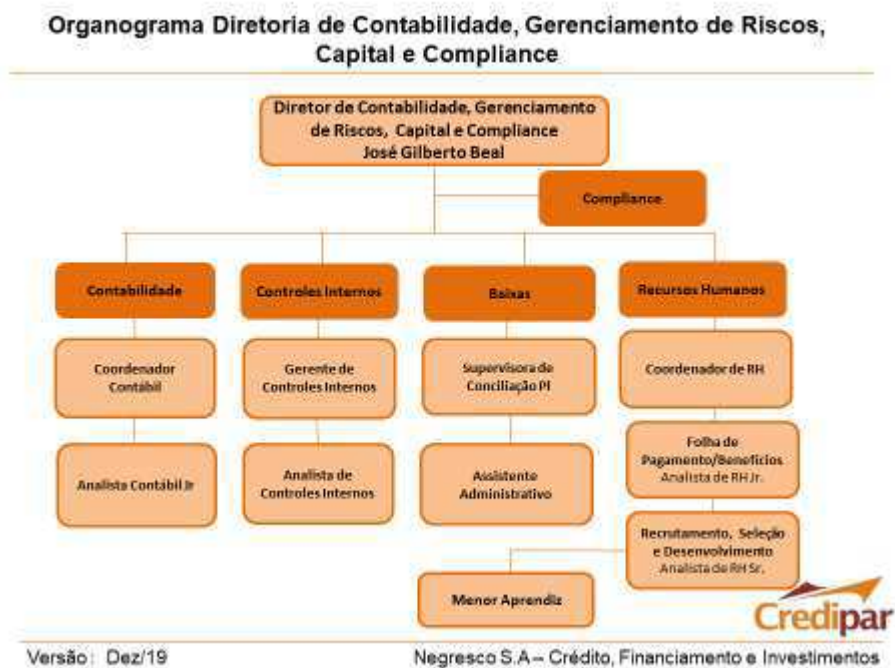 Organograma Diretoria de Contabilidade, Gerenciamento de Riscos,
Capital e Compliance
Diretor de Contabilidade, Gerenciamento
de Riscos, Capital e Compliance
José Gilberto Beal
Compliance
Contabilidade
Controles Internos
Baixas
Recursos Humanos
Coordenador
Contábil
Gerente de
Controles Internos
Supervisora de
Conciliação Pl
Coordenador de RH
Analista Contábil Jr
Analista de
Controles Internos
Assistente
Administrativo
Folha de
Pagamento/Benefícios
Analista de RH Jr.
Recrutamento, Seleção
e Desenvolvimento
Analista de RH Sr.
Menor Aprendiz
Credipar
Versão: Dez/19
Negresco S.A – Crédito, Financiamento e Investimentos